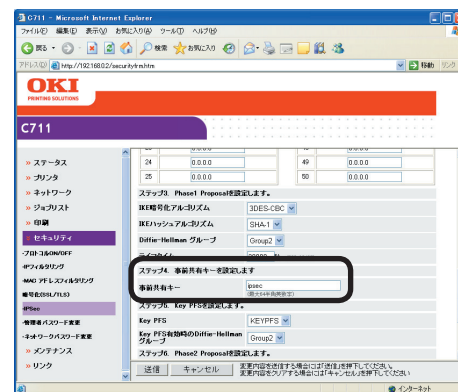 C711 - Microsoft Internet Explorer
ファイル(F) 編集(E) 表示(V) お気に入り(A) ツール(T) ヘルプ(H)
戻る 検索 お気に入り
アドレス(D) http://192.168.0.2/securityfrm.htm 移動 リンク
OKI
PRINTING SOLUTIONS
C711
ステータス
プリンタ
ネットワーク
ジョブリスト
印刷
セキュリティ
-プロトコルON/OFF
-IPフィルタリング
-MAC アドレスフィルタリング
-暗号化(SSL/TLS)
-IPSec
-管理者パスワード変更
-ネットワークパスワード変更
メンテナンス
リンク
24 0.0.0.0 49 0.0.0.0
25 0.0.0.0 50 0.0.0.0
ステップ3. Phase1 Proposalを設定します。
IKE暗号化アルゴリズム 3DES-CBC
IKEハッシュアルゴリズム SHA-1
Diffie-Hellman グループ Group2
ステップ4. 事前共有キーを設定します
事前共有キー ipsec
(最大64半角英数字)
ステップ5. Key PFSを設定します。
Key PFS KEYPFS
Key PFS有効時のDiffie-Hellman グループ Group2
ステップ6. Phase2 Proposalを設定します。
送信 キャンセル 変更内容を送信する場合には「送信」を押下してください。
変更内容をクリアする場合には「キャンセル」を押下してください
インターネット